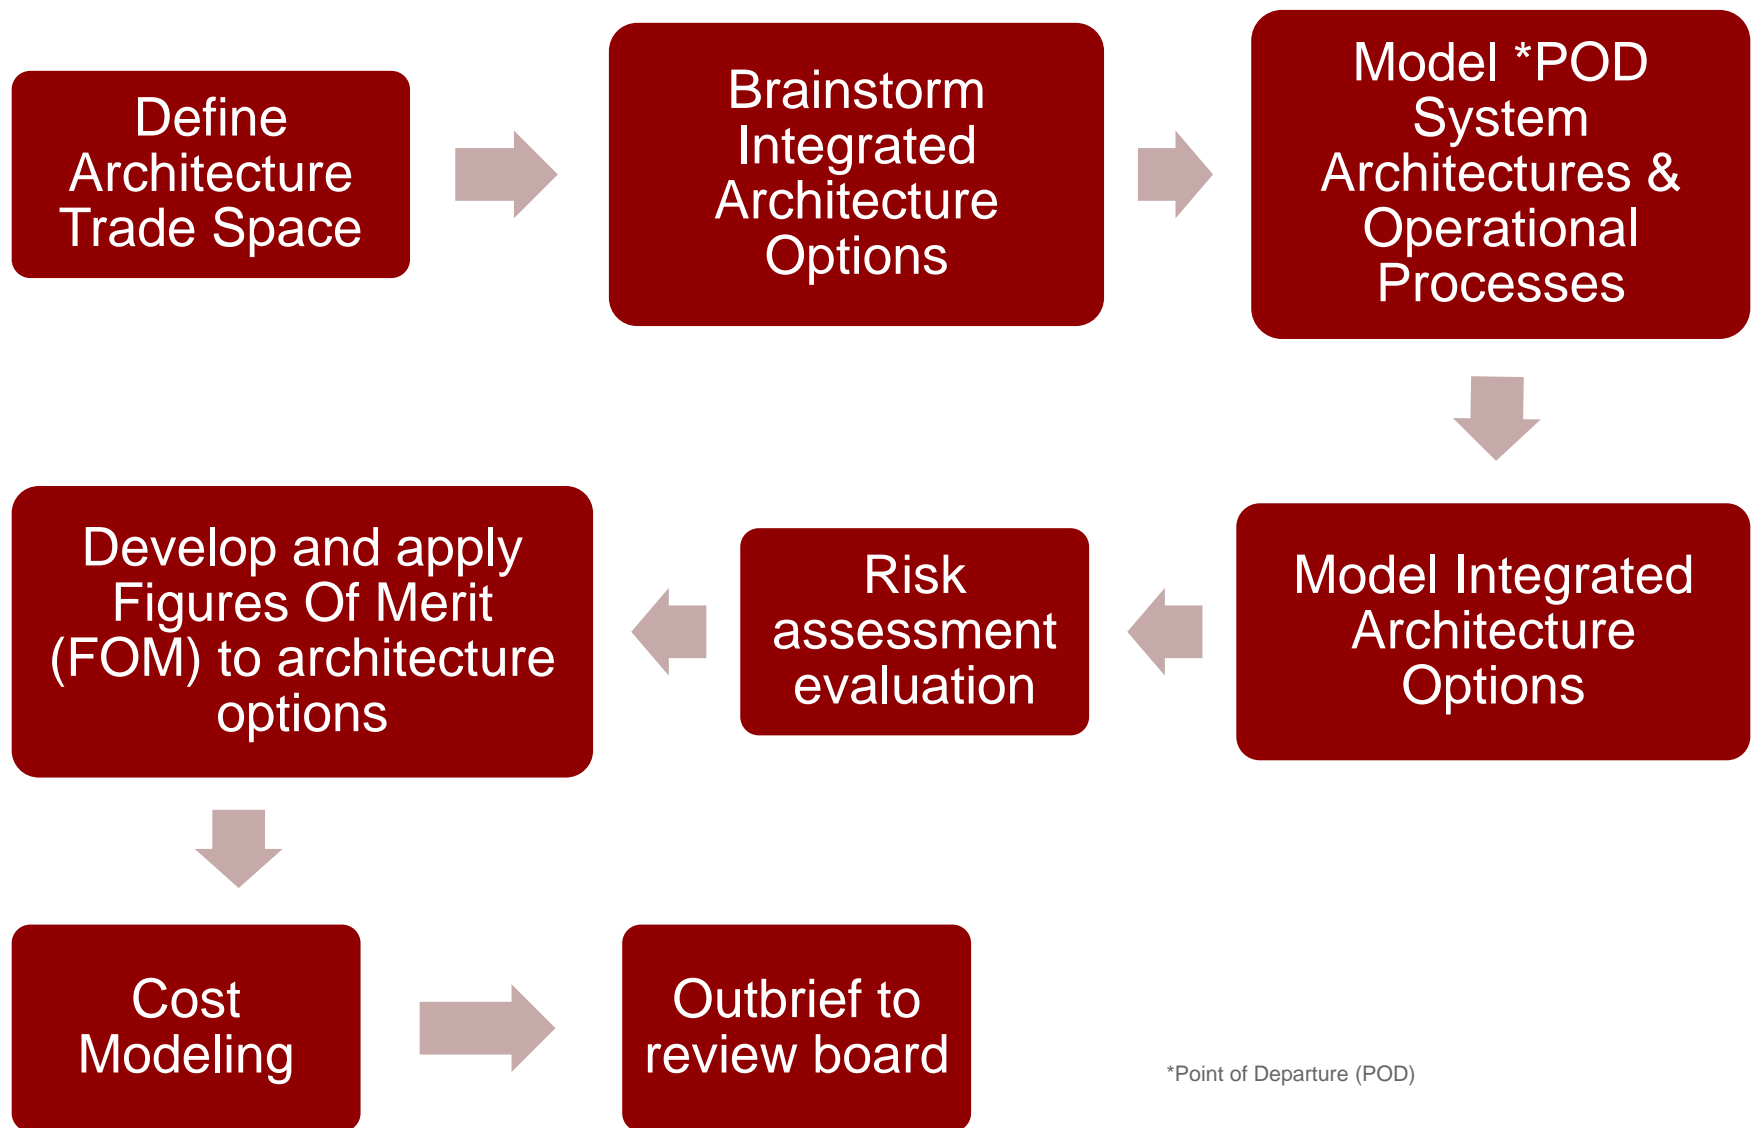 Define
Architecture
Trade Space
Brainstorm
Integrated
Architecture
Options
Model *POD
System
Architectures &
Operational
Processes
Model Integrated
Architecture
Options
Risk
assessment
evaluation
Develop and apply
Figures Of Merit
(FOM) to architecture
options
Cost
Modeling
Outbrief to
review board
*Point of Departure (POD)